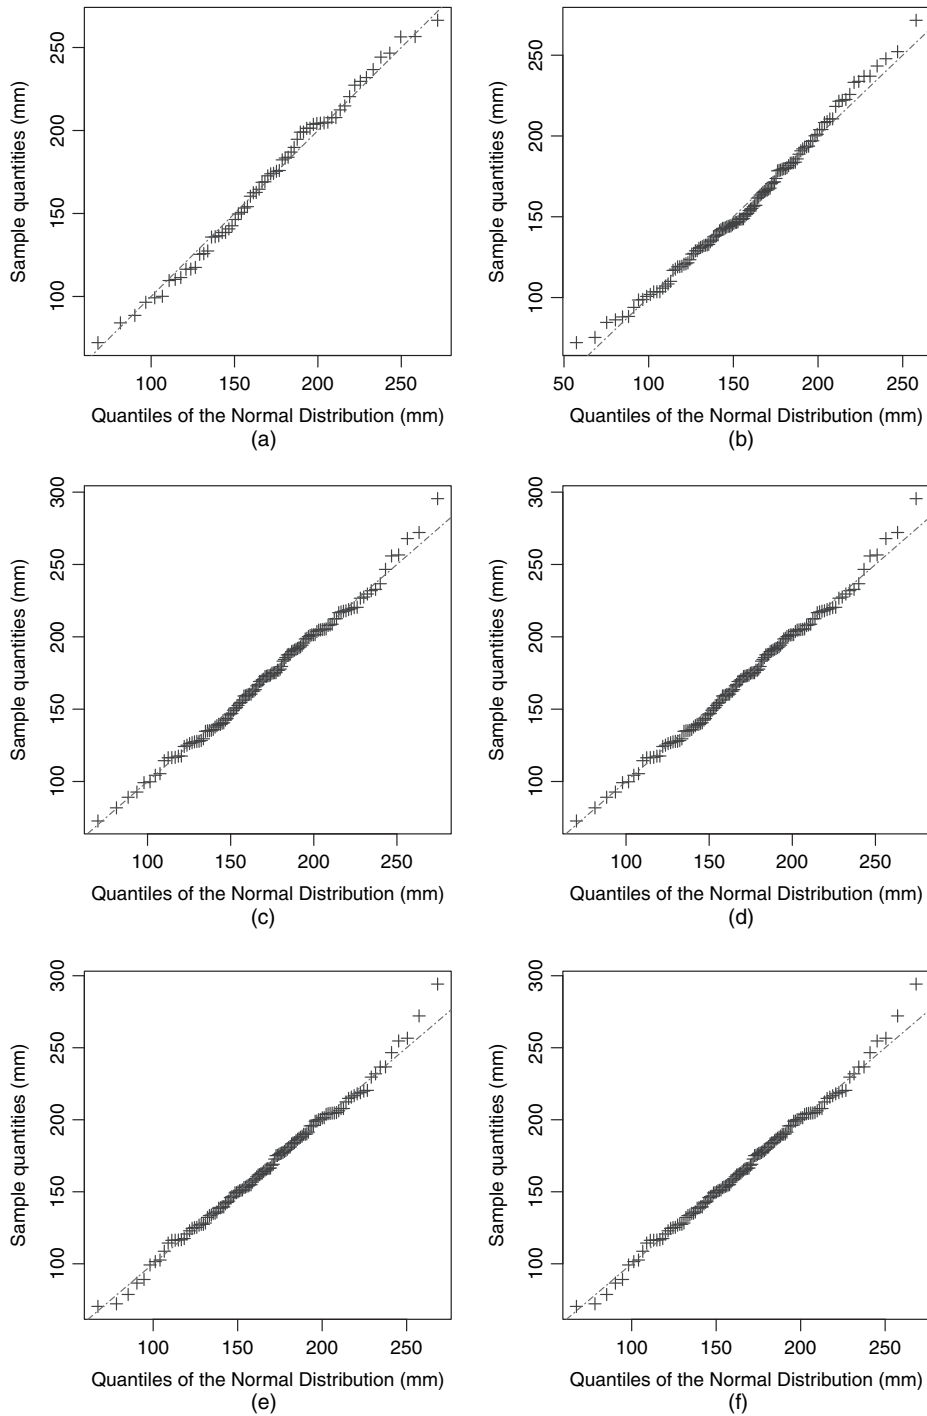 250
200
150
100
Sample quantities (mm)
100 150 200 250
Quantiles of the Normal Distribution (mm)
(a)
250
200
150
100
Sample quantities (mm)
50 100 150 200 250
Quantiles of the Normal Distribution (mm)
(b)
300
250
200
150
100
Sample quantities (mm)
100 150 200 250
Quantiles of the Normal Distribution (mm)
(c)
300
250
200
150
100
Sample quantities (mm)
100 150 200 250
Quantiles of the Normal Distribution (mm)
(d)
300
250
200
150
100
Sample quantities (mm)
100 150 200 250
Quantiles of the Normal Distribution (mm)
(e)
300
250
200
150
100
Sample quantities (mm)
100 150 200 250
Quantiles of the Normal Distribution (mm)
(f)